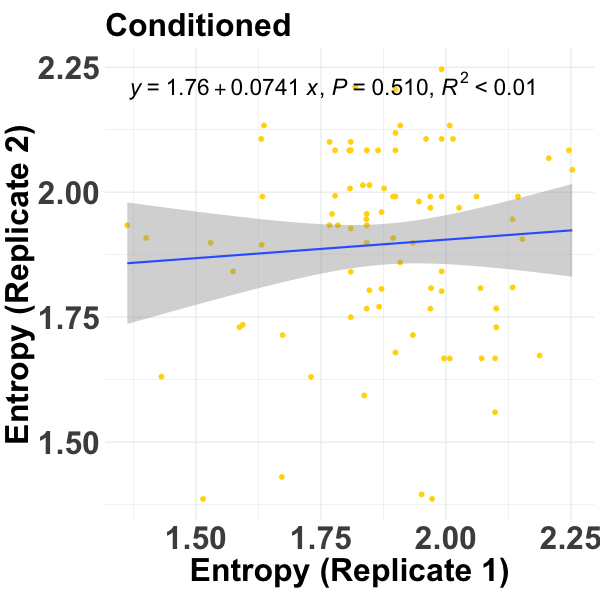 Conditioned
y = 1.76 + 0.0741 x, P = 0.510, R² < 0.01
2.25
2.00
1.75
1.50
Entropy (Replicate 2)
1.50 1.75 2.00 2.25
Entropy (Replicate 1)